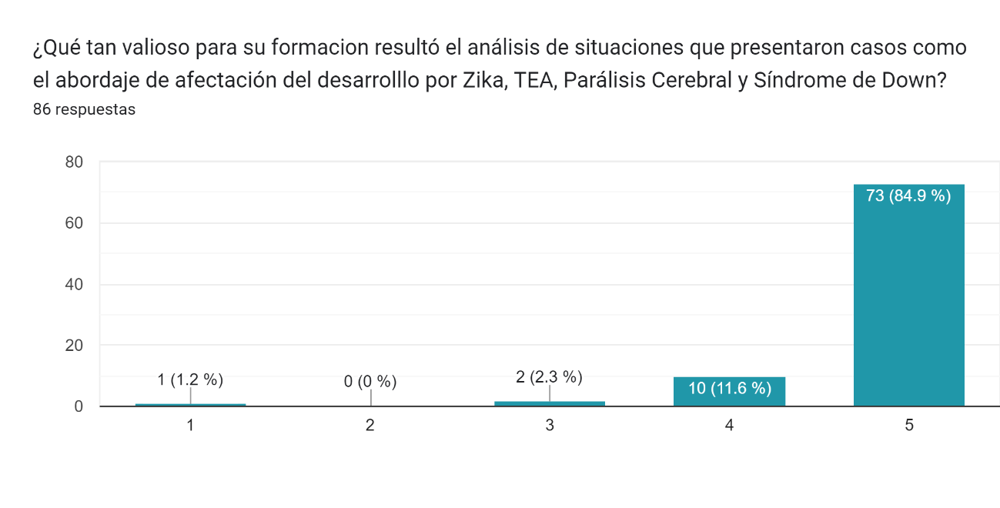 ¿Qué tan valioso para su formacion resultó el análisis de situaciones que presentaron casos como
el abordaje de afectación del desarrolllo por Zika, TEA, Parálisis Cerebral y Síndrome de Down?
86 respuestas
80
60
40
20
0
1 (1.2 %)
0 (0 %)
2 (2.3 %)
10 (11.6 %)
73 (84.9 %)
1
2
3
4
5